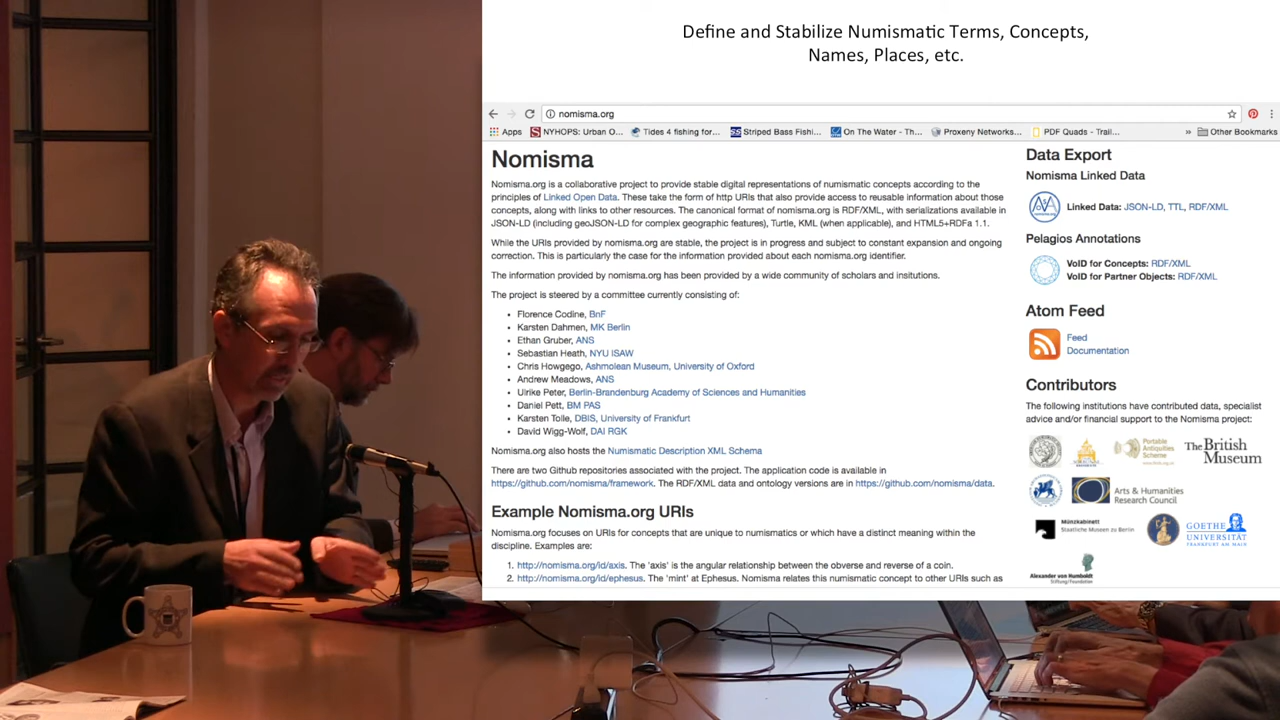 Define and Stabilize Numismatic Terms, Concepts,
Names, Places, etc.
nomisma.org
Apps NYHOPS: Urban O... Tides 4 fishing for... Striped Bass Fishi... On The Water - Th... Proxeny Networks... PDF Quads - Trail... » Other Bookmarks
Nomisma
Nomisma.org is a collaborative project to provide stable digital representations of numismatic concepts according to the
principles of Linked Open Data. These take the form of http URIs that also provide access to reusable information about those
concepts, along with links to other resources. The canonical format of nomisma.org is RDF/XML, with serializations available in
JSON-LD (including geoJSON-LD for complex geographic features), Turtle, KML (when applicable), and HTML5+RDFa 1.1.
While the URIs provided by nomisma.org are stable, the project is in progress and subject to constant expansion and ongoing
correction. This is particularly the case for the information provided about each nomisma.org identifier.
The information provided by nomisma.org has been provided by a wide community of scholars and insitutions.
The project is steered by a committee currently consisting of:
• Florence Codine, BnF
• Karsten Dahmen, MK Berlin
• Ethan Gruber, ANS
• Sebastian Heath, NYU ISAW
• Chris Howgego, Ashmolean Museum, University of Oxford
• Andrew Meadows, ANS
• Ulrike Peter, Berlin-Brandenburg Academy of Sciences and Humanities
• Daniel Pett, BM PAS
• Karsten Tolle, DBIS, University of Frankfurt
• David Wigg-Wolf, DAI RGK
Nomisma.org also hosts the Numismatic Description XML Schema
There are two Github repositories associated with the project. The application code is available in
https://github.com/nomisma/framework. The RDF/XML data and ontology versions are in https://github.com/nomisma/data.
Example Nomisma.org URIs
Nomisma.org focuses on URIs for concepts that are unique to numismatics or which have a distinct meaning within the
discipline. Examples are:
1. http://nomisma.org/id/axis. The 'axis' is the angular relationship between the obverse and reverse of a coin.
2. http://nomisma.org/id/ephesus. The 'mint' at Ephesus. Nomisma relates this numismatic concept to other URIs such as
Data Export
Nomisma Linked Data
Linked Data: JSON-LD, TTL, RDF/XML
Pelagios Annotations
VoID for Concepts: RDF/XML
VoID for Partner Objects: RDF/XML
Atom Feed
Feed
Documentation
Contributors
The following institutions have contributed data, specialist
advice and/or financial support to the Nomisma project:
Portable
Antiquities
Scheme
The British
Museum
Arts & Humanities
Research Council
Münzkabinett
Staatliche Museen zu Berlin
GOETHE
UNIVERSITÄT
FRANKFURT AM MAIN
Alexander von Humboldt
Stiftung/Foundation